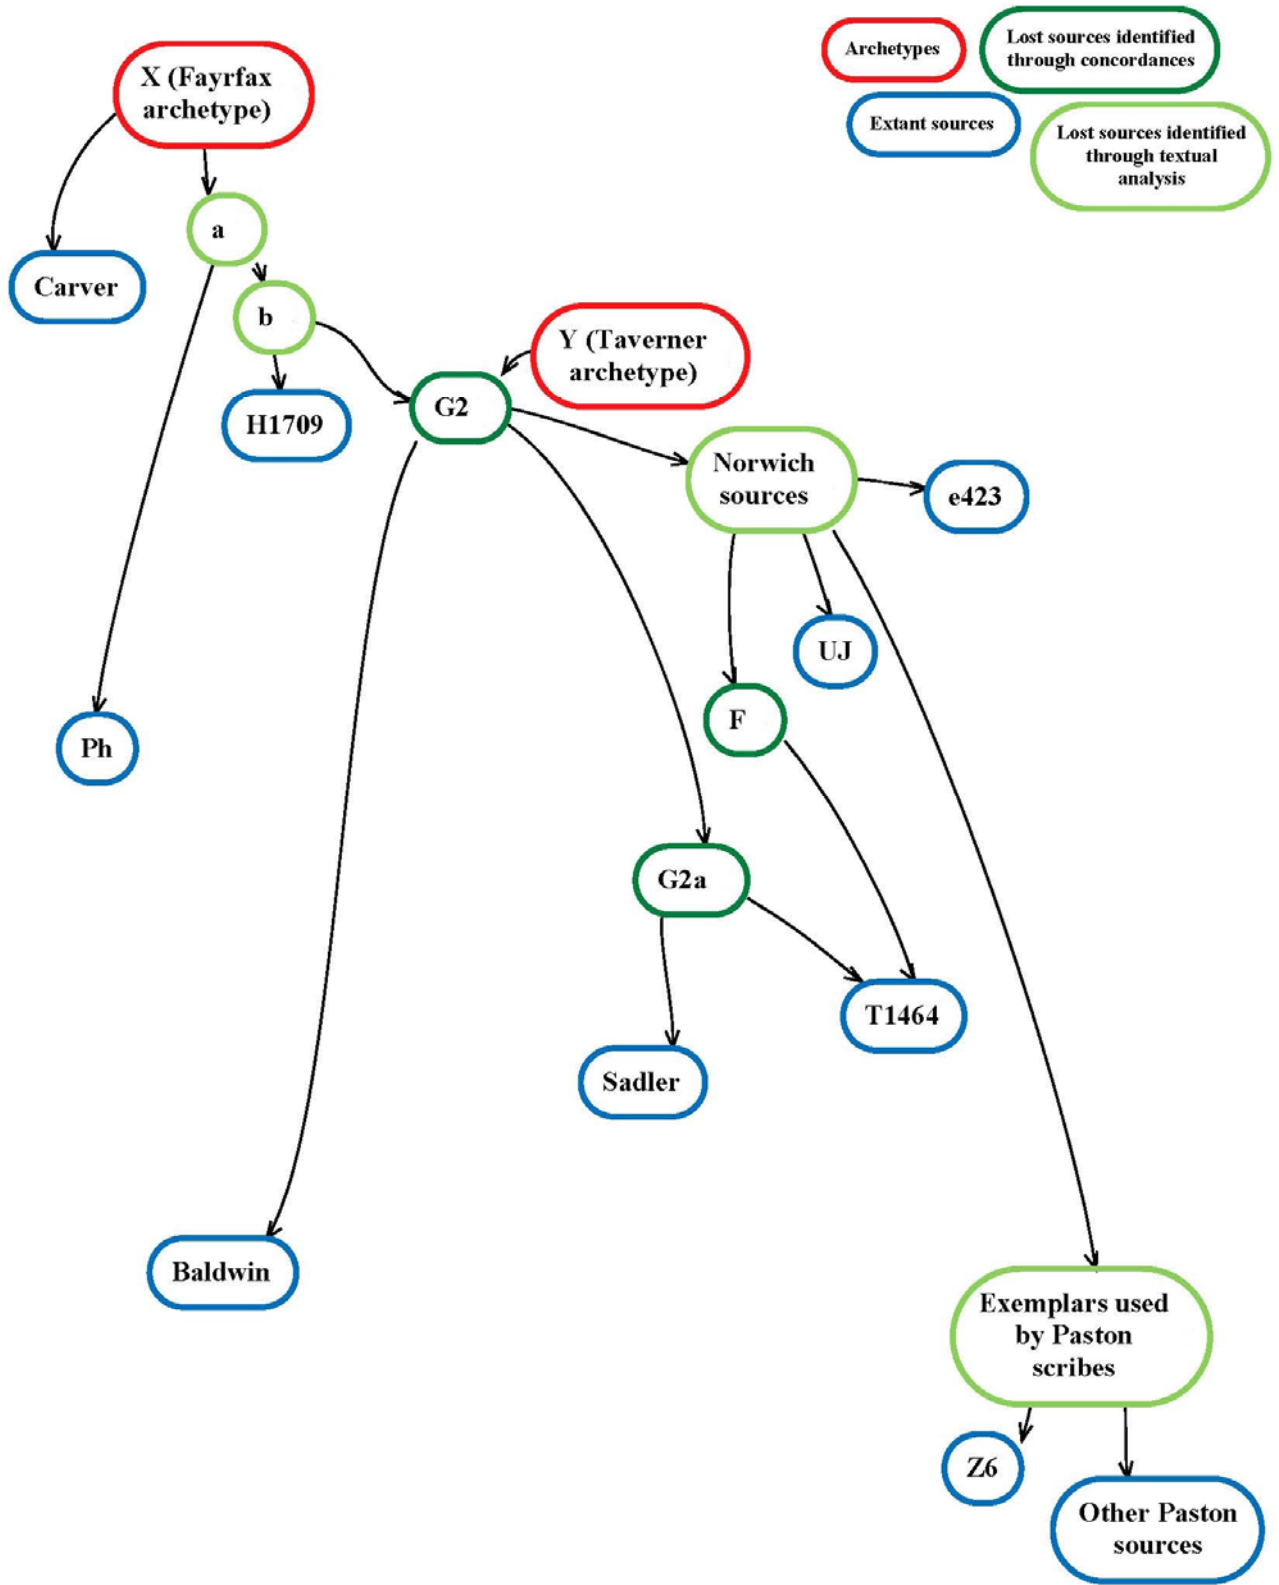 Archetypes
Lost sources identified
through concordances
Extant sources
Lost sources identified
through textual
analysis
X (Fayrfax
archetype)
a
Carver
b
Y (Taverner
archetype)
G2
H1709
Norwich
sources
e423
UJ
F
Ph
G2a
T1464
Sadler
Baldwin
Exemplars used
by Paston
scribes
Z6
Other Paston
sources